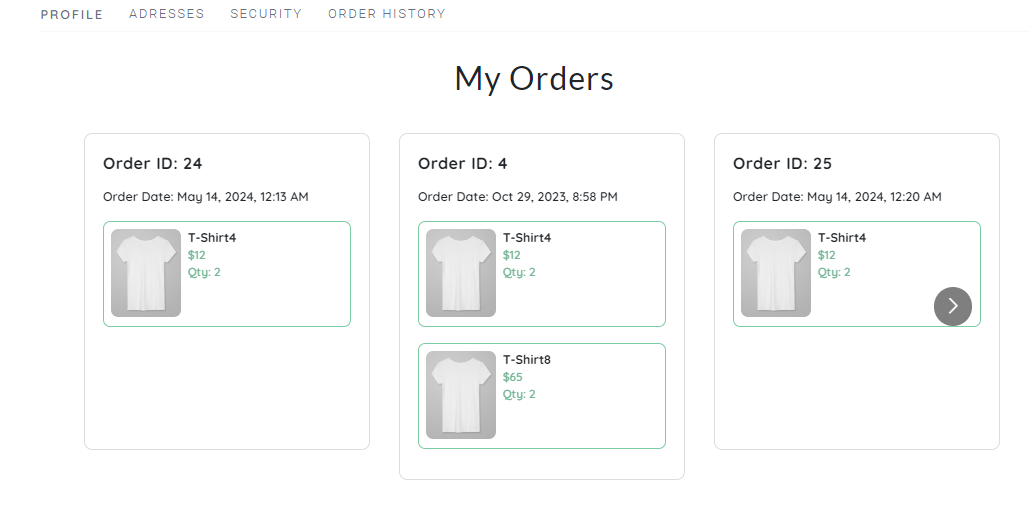 PROFILE ADRESSES SECURITY ORDER HISTORY
My Orders
Order ID: 24
Order Date: May 14, 2024, 12:13 AM
T-Shirt4
$12
Qty: 2
Order ID: 4
Order Date: Oct 29, 2023, 8:58 PM
T-Shirt4
$12
Qty: 2
T-Shirt8
$65
Qty: 2
Order ID: 25
Order Date: May 14, 2024, 12:20 AM
T-Shirt4
$12
Qty: 2